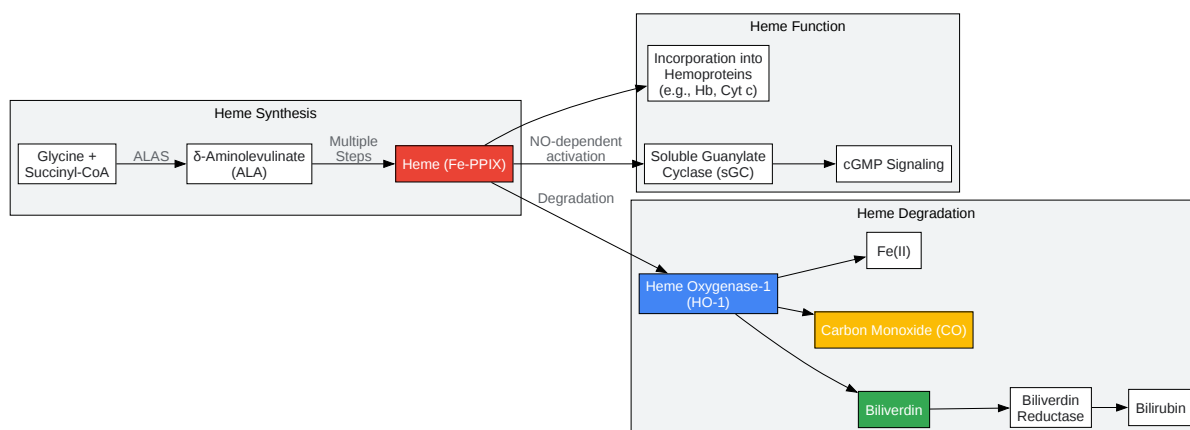 Heme Synthesis
Glycine +
Succinyl-CoA
ALAS
δ-Aminolevulinate
(ALA)
Multiple
Steps
Heme (Fe-PPIX)
NO-dependent
activation
Degradation
Heme Function
Incorporation into
Hemoproteins
(e.g., Hb, Cyt c)
Soluble Guanylate
Cyclase (sGC)
cGMP Signaling
Heme Degradation
Heme Oxygenase-1
(HO-1)
Fe(II)
Carbon Monoxide (CO)
Biliverdin
Biliverdin
Reductase
Bilirubin